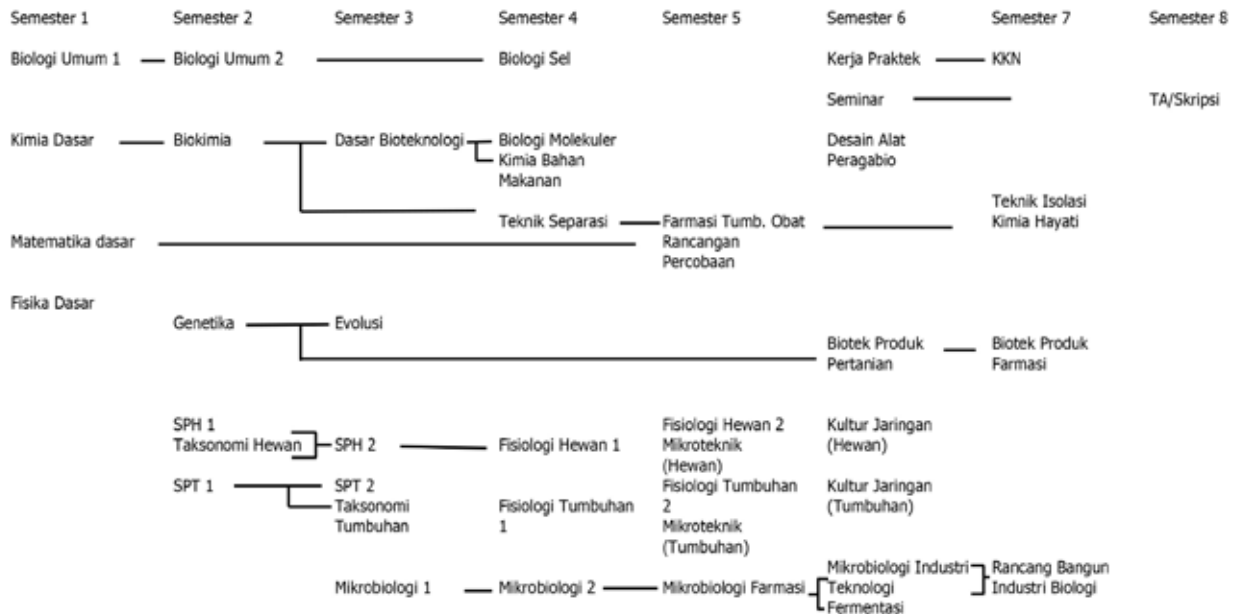 Semester 1 Semester 2 Semester 3 Semester 4 Semester 5 Semester 6 Semester 7 Semester 8
Biologi Umum 1 Biologi Umum 2 Biologi Sel Kerja Praktek KKN
Seminar TA/Skripsi
Kimia Dasar Biokimia Dasar Bioteknologi Biologi Molekuler Desain Alat
Kimia Bahan Peragabio
Makanan
Teknik Isolasi
Teknik Separasi Farmasi Tumb. Obat Kimia Hayati
Matematika dasar Rancangan
Percobaan
Fisika Dasar
Genetika Evolusi
Biotek Produk Biotek Produk
Pertanian Farmasi
SPH 1 Fisiologi Hewan 2 Kultur Jaringan
Taksonomi Hewan SPH 2 Fisiologi Hewan 1 Mikroteknik (Hewan)
(Hewan)
SPT 1 SPT 2 Fisiologi Tumbuhan Kultur Jaringan
Taksonomi Fisiologi Tumbuhan 2 (Tumbuhan)
Tumbuhan 1 Mikroteknik
(Tumbuhan)
Mikrobiologi Industri Rancang Bangun
Mikrobiologi 1 Mikrobiologi 2 Mikrobiologi Farmasi Teknologi Industri Biologi
Fermentasi